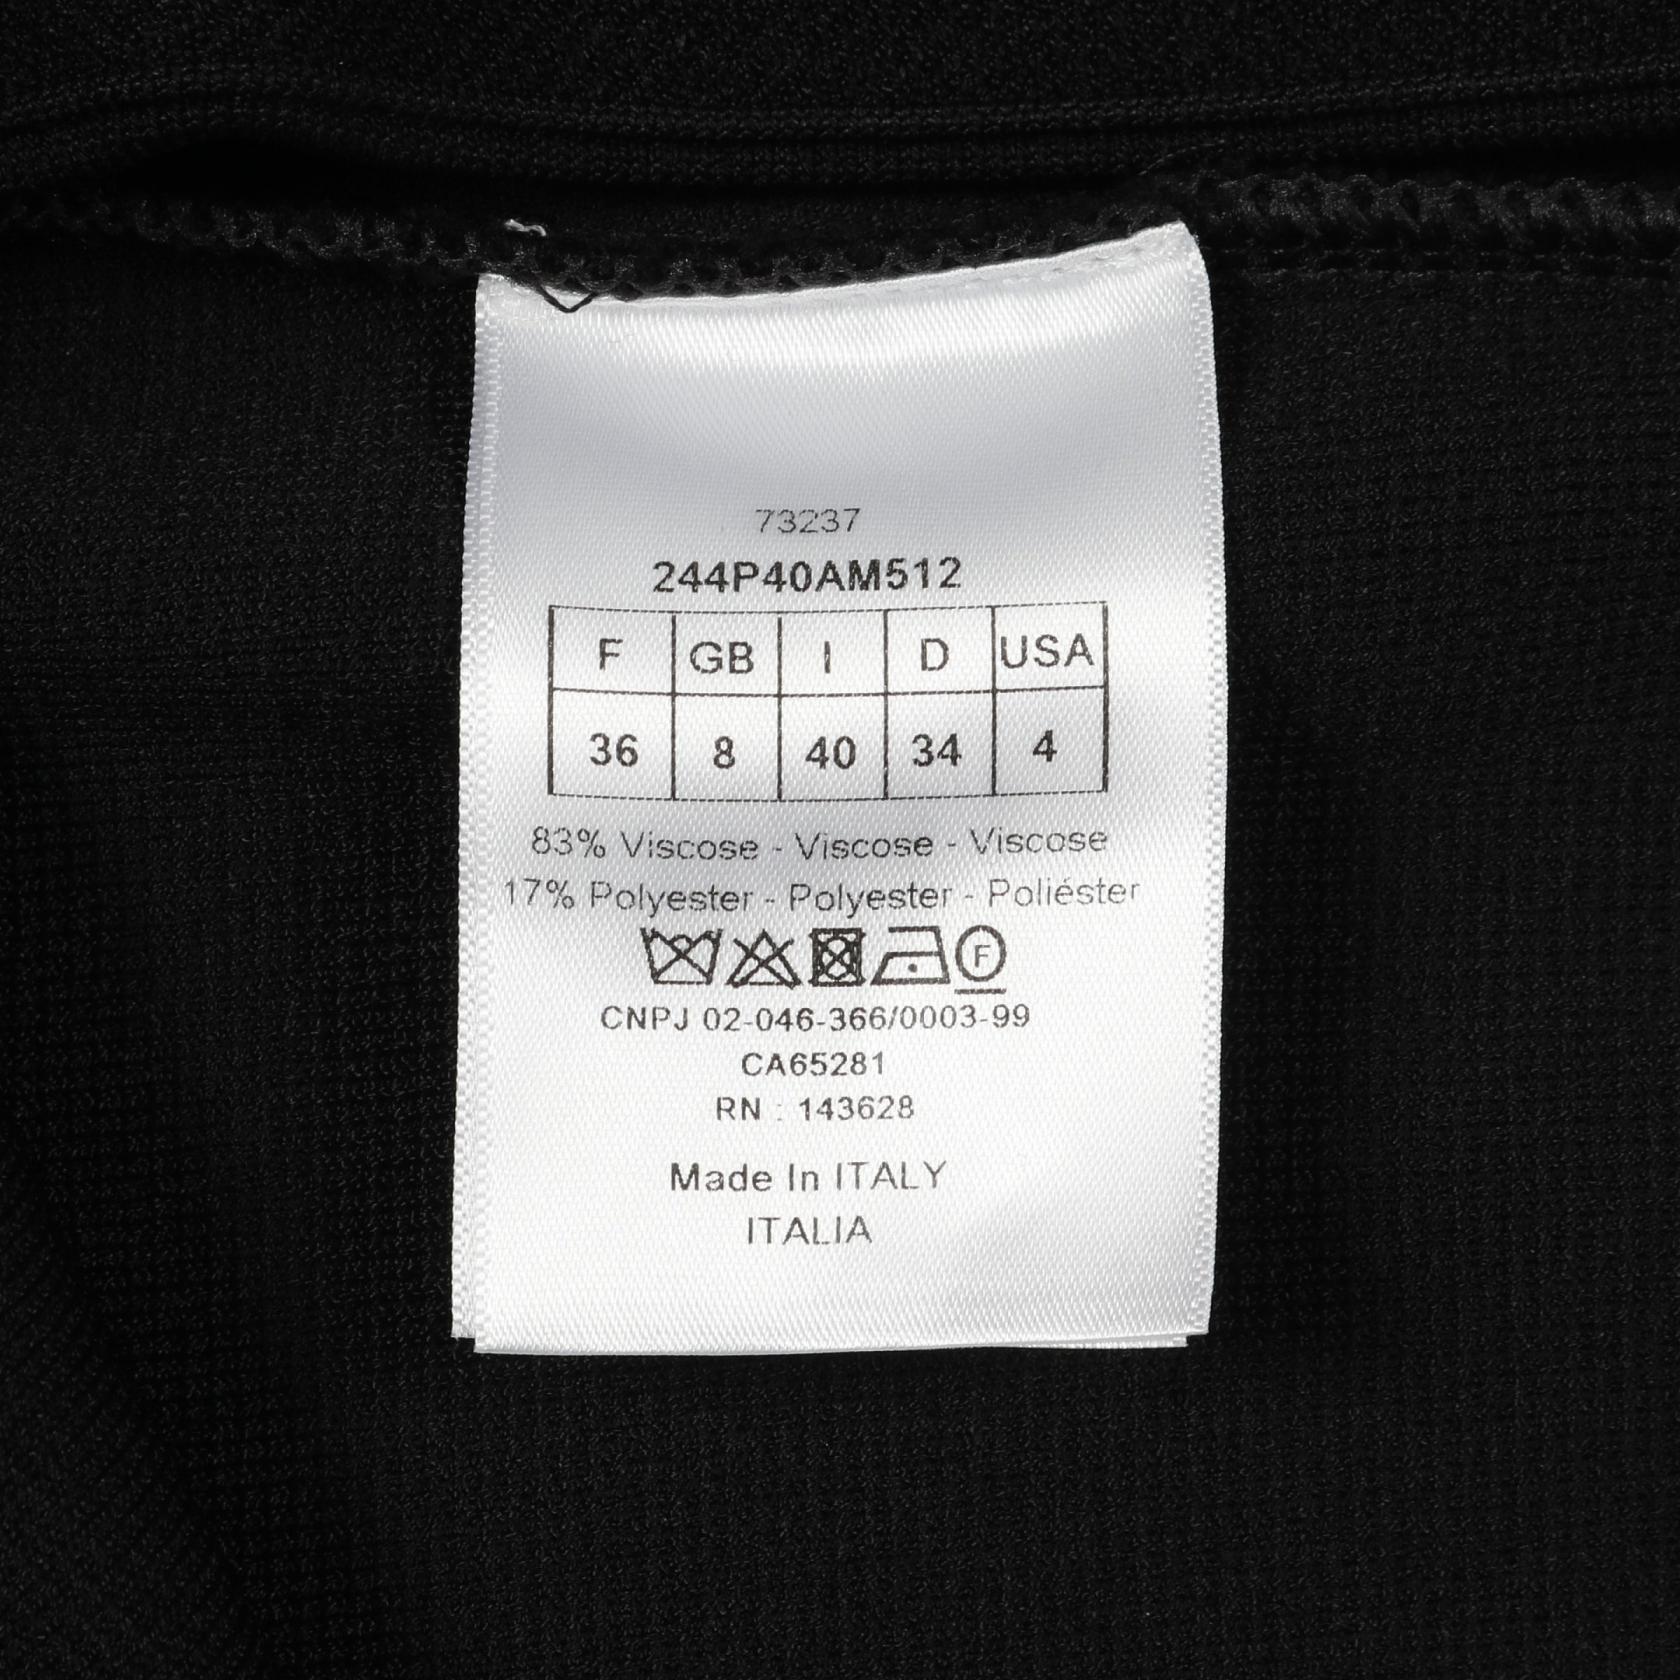 73237
244P40AM512
F GB I D USA
36 8 40 34 4
83% Viscose - Viscose - Viscose
17% Polyester - Polyester - Poliéster
F
CNPJ 02-046-366/0003-99
CA65281
RN : 143628
Made In ITALY
ITALIA